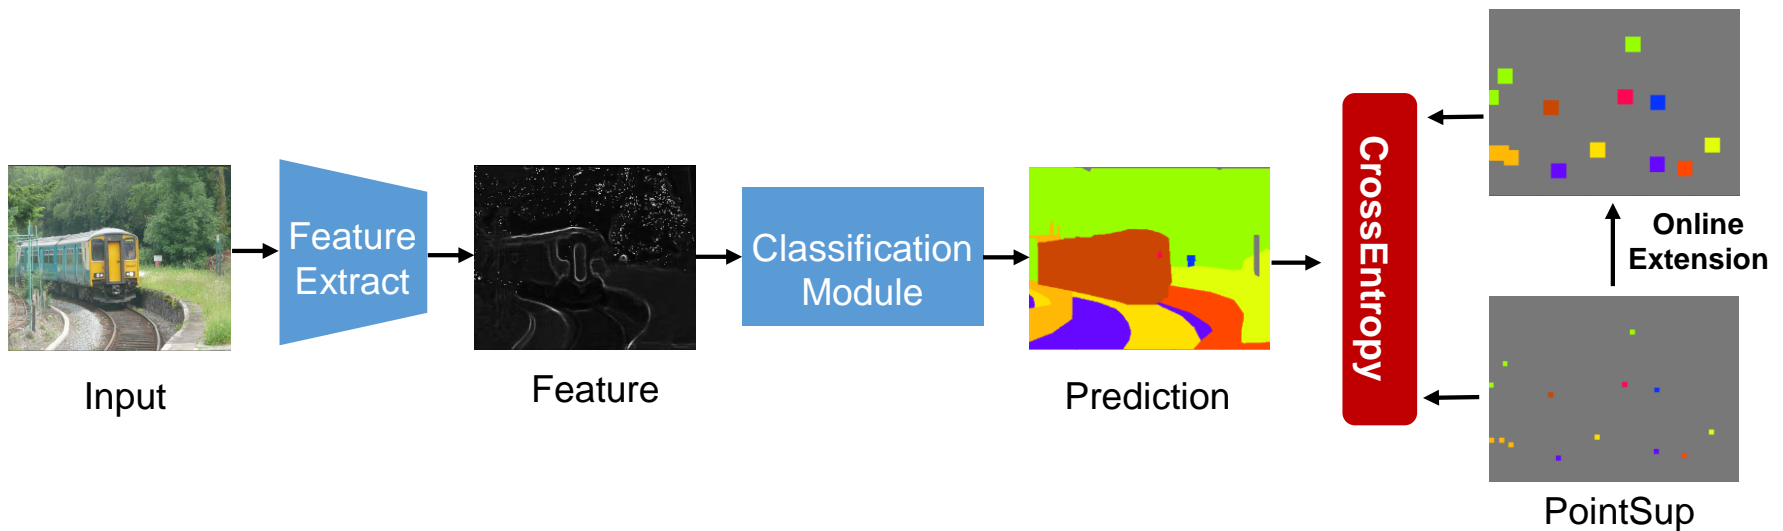 Feature
Extract
Classification
Module
CrossEntropy
Online
Extension
Input
Feature
Prediction
PointSup